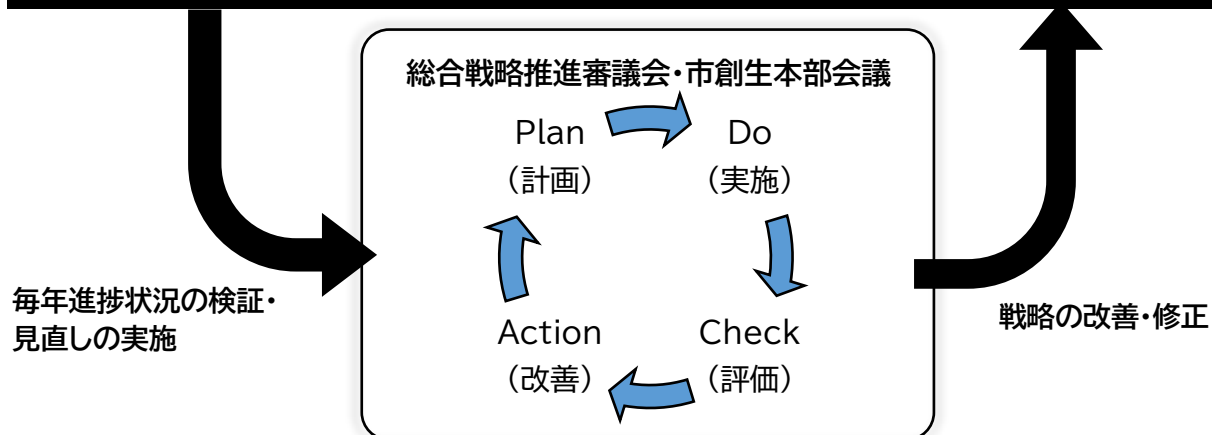 総合戦略推進審議会・市創生本部会議
Plan
（計画）
Do
（実施）
Action
（改善）
Check
（評価）
毎年進捗状況の検証・
見直しの実施
戦略の改善・修正